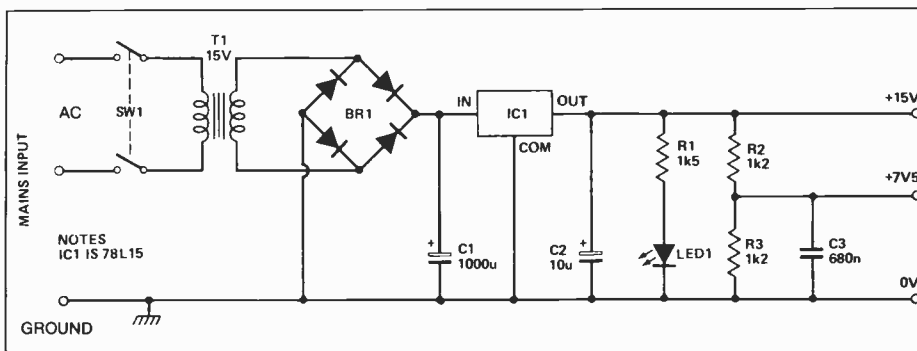 T1
15V
AC
SW1
BR1
IN
IC1
OUT
COM
+15V
R1
1k5
R2
1k2
+7V5
MAINS INPUT
NOTES
IC1 IS 78L15
C1
1000u
C2
10u
LED1
R3
1k2
C3
680n
0V
GROUND
+
+